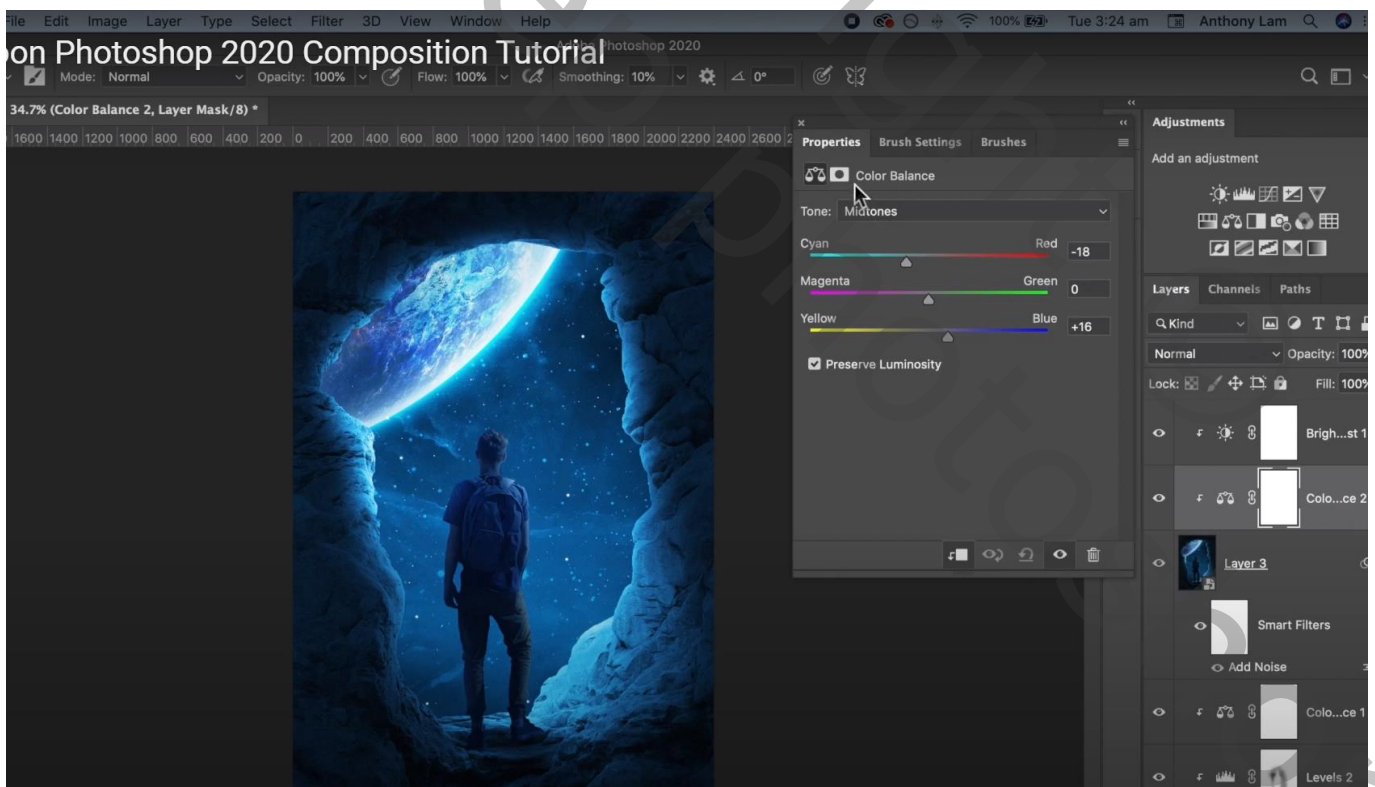 File Edit Image Layer Type Select Filter 3D View Window Help 100% Tue 3:24 am Anthony Lam
oon Photoshop 2020 Composition Tutorial
Photoshop 2020
Mode: Normal Opacity: 100% Flow: 100% Smoothing: 10% 0°
34.7% (Color Balance 2, Layer Mask/8) *
1600 1400 1200 1000 800 600 400 200 0 200 400 600 800 1000 1200 1400 1600 1800 2000 2200 2400 2600 2
Properties Brush Settings Brushes
Color Balance
Tone: Midtones
Cyan Red -18
Magenta Green 0
Yellow Blue +16
Preserve Luminosity
Adjustments
Add an adjustment
Layers Channels Paths
Kind
Normal Opacity: 100%
Lock: Fill: 100%
Brigh...st 1
Colo...ce 2
Layer 3
Smart Filters
Add Noise
Colo...ce 1
Levels 2